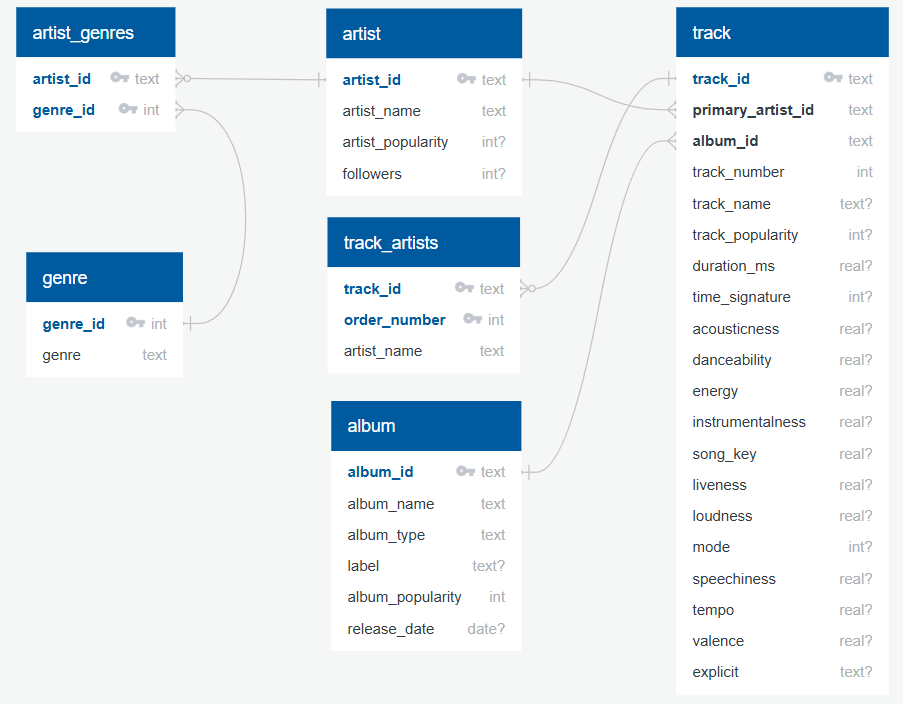 artist_genres
artist_id text
genre_id int
genre
genre_id int
genre text
artist
artist_id text
artist_name text
artist_popularity int?
followers int?
track_artists
track_id text
order_number int
artist_name text
album
album_id text
album_name text
album_type text
label text?
album_popularity int
release_date date?
track
track_id text
primary_artist_id text
album_id text
track_number int
track_name text?
track_popularity int?
duration_ms real?
time_signature int?
acousticness real?
danceability real?
energy real?
instrumentalness real?
song_key real?
liveness real?
loudness real?
mode int?
speechiness real?
tempo real?
valence real?
explicit text?